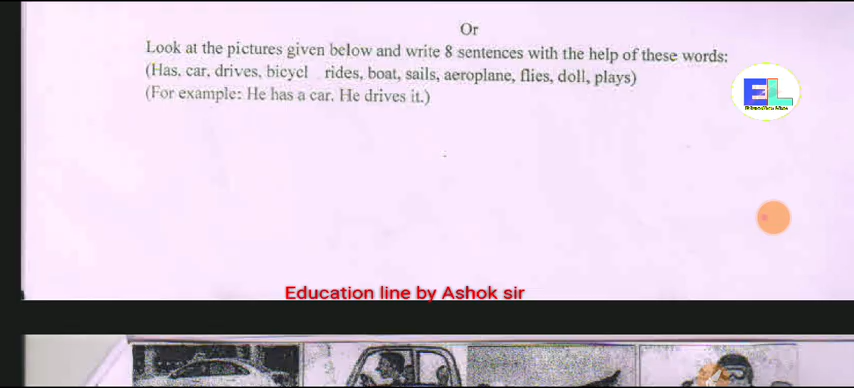 Or
Look at the pictures given below and write 8 sentences with the help of these words:
(Has, car, drives, bicycl rides, boat, sails, aeroplane, flies, doll, plays)
(For example: He has a car. He drives it.)
EL
Education line by Ashok sir